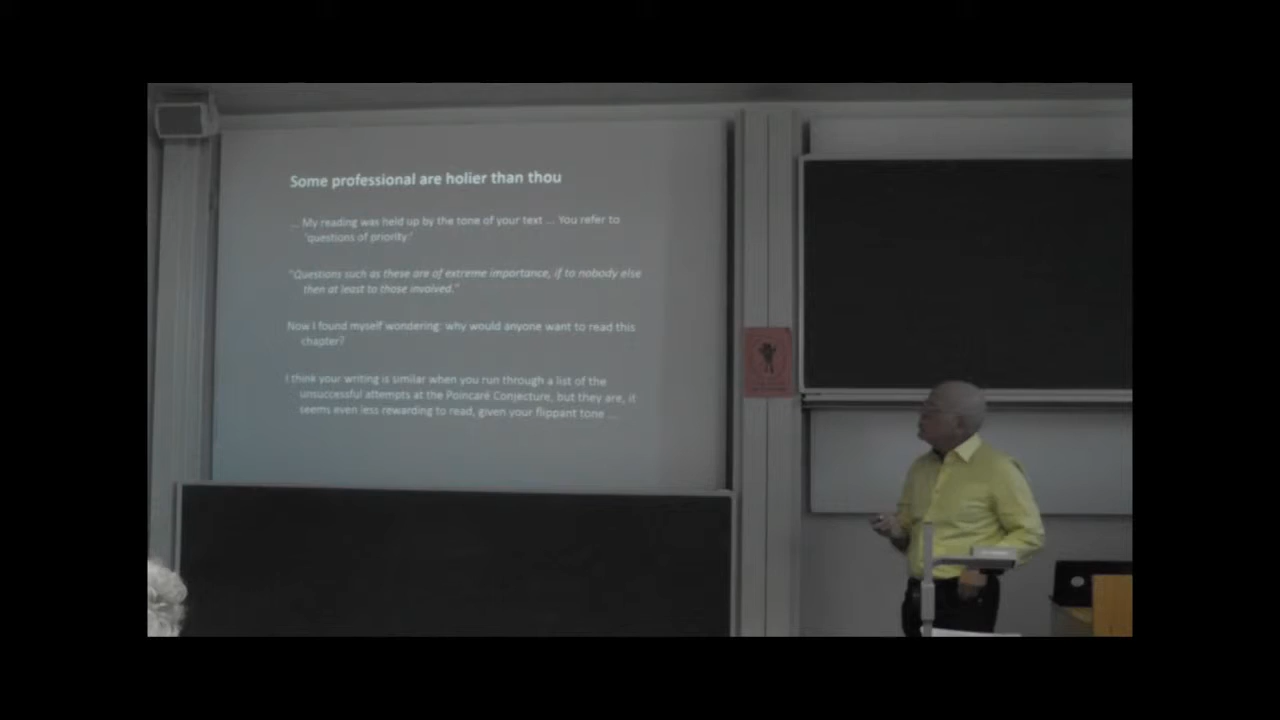 Some professional are holier than thou
... My reading was held up by the tone of your text ... You refer to
'questions of priority:'
"Questions such as these are of extreme importance, if to nobody else
then at least to those involved."
Now I found myself wondering: why would anyone want to read this
chapter?
I think your writing is similar when you run through a list of the
unsuccessful attempts at the Poincaré Conjecture, but they are, it
seems even less rewarding to read, given your flippant tone ...